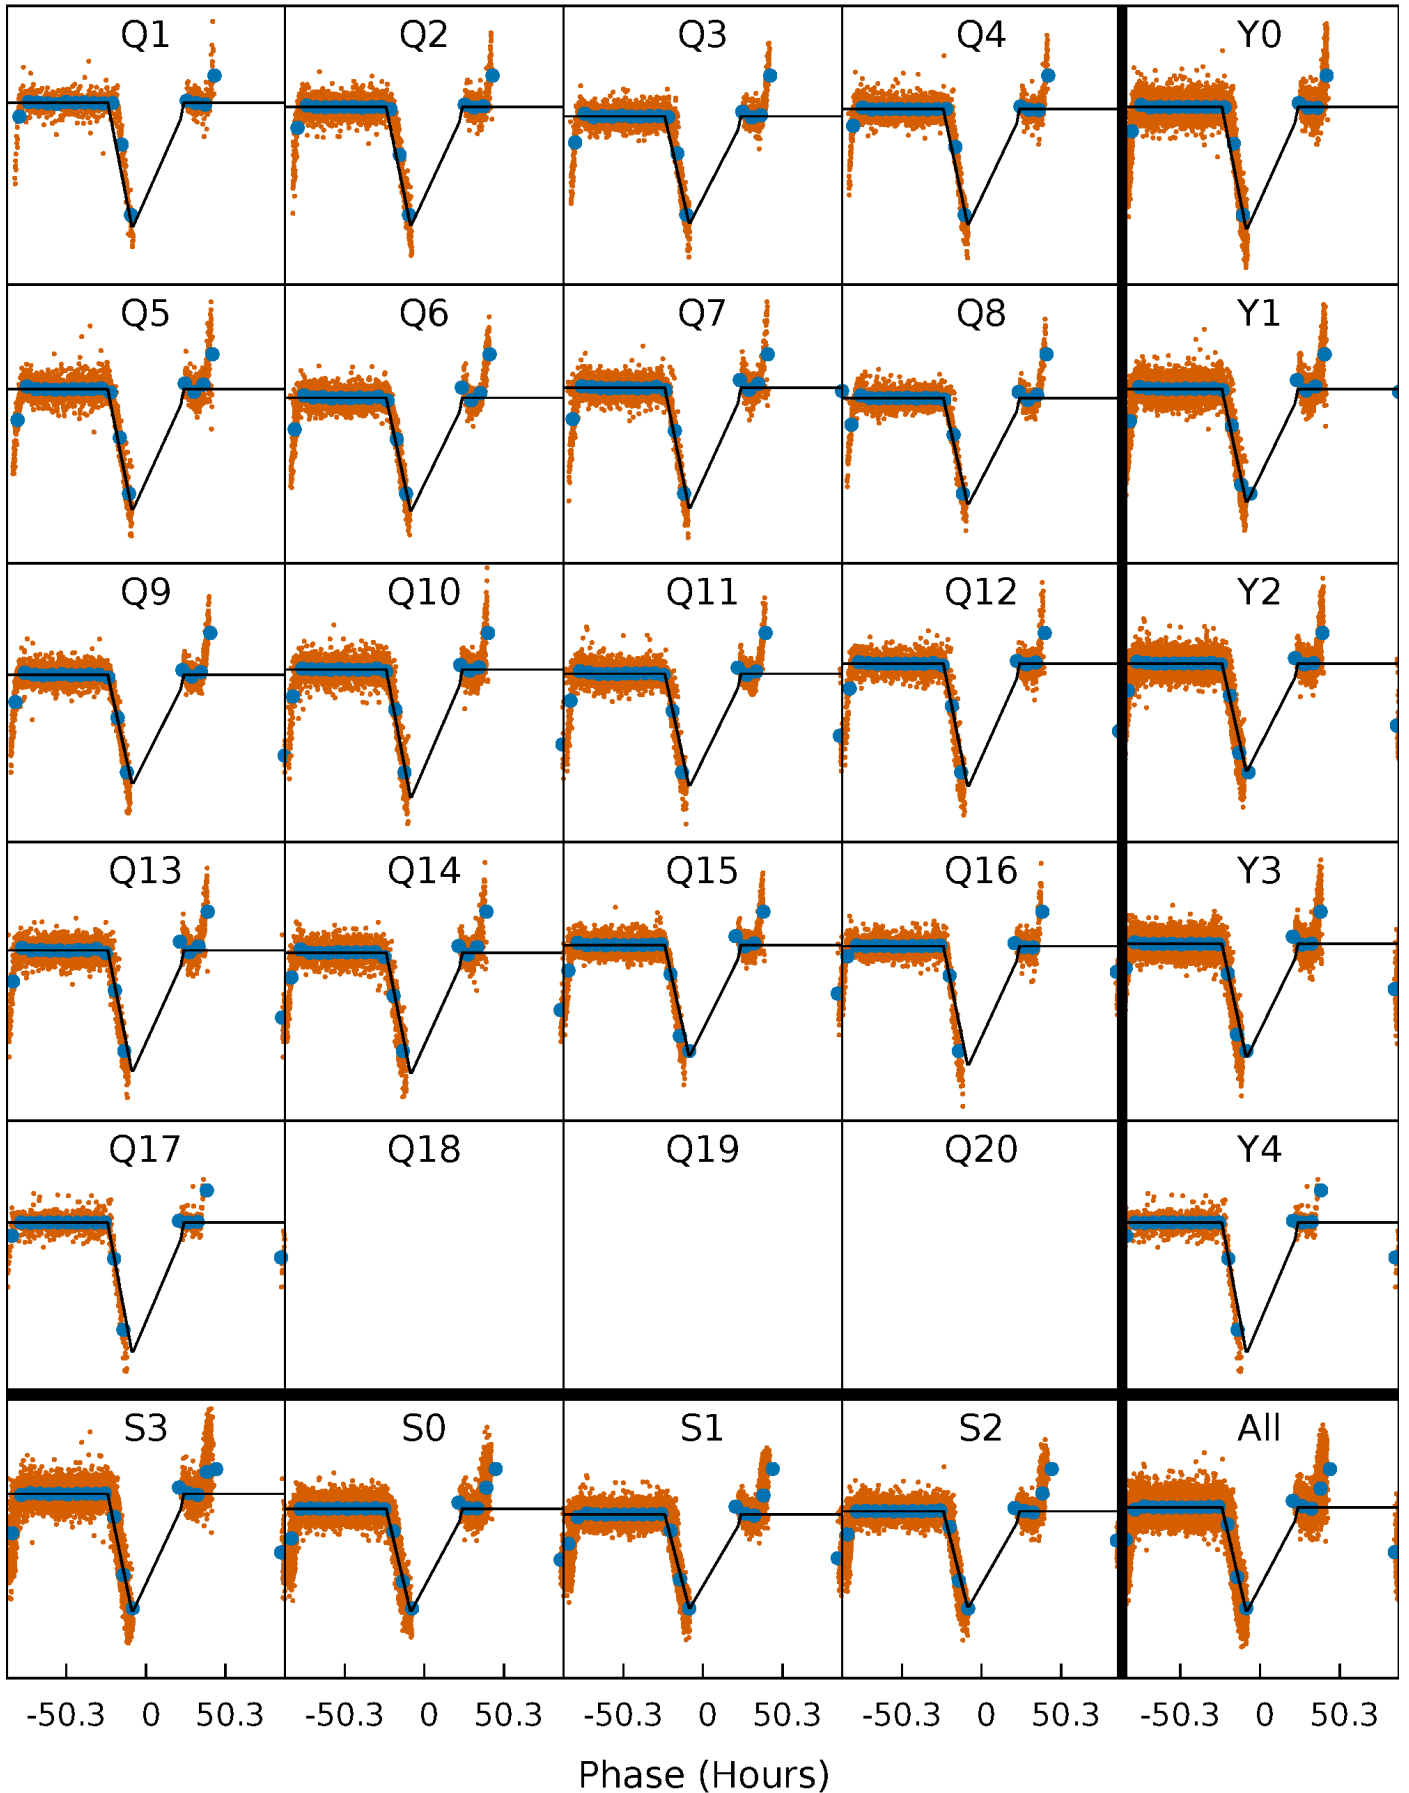 Q1 Q2 Q3 Q4 Y0
Q5 Q6 Q7 Q8 Y1
Q9 Q10 Q11 Q12 Y2
Q13 Q14 Q15 Q16 Y3
Q17 Q18 Q19 Q20 Y4
S3 S0 S1 S2 All
-50.3 0 50.3 -50.3 0 50.3 -50.3 0 50.3 -50.3 0 50.3 -50.3 0 50.3
Phase (Hours)